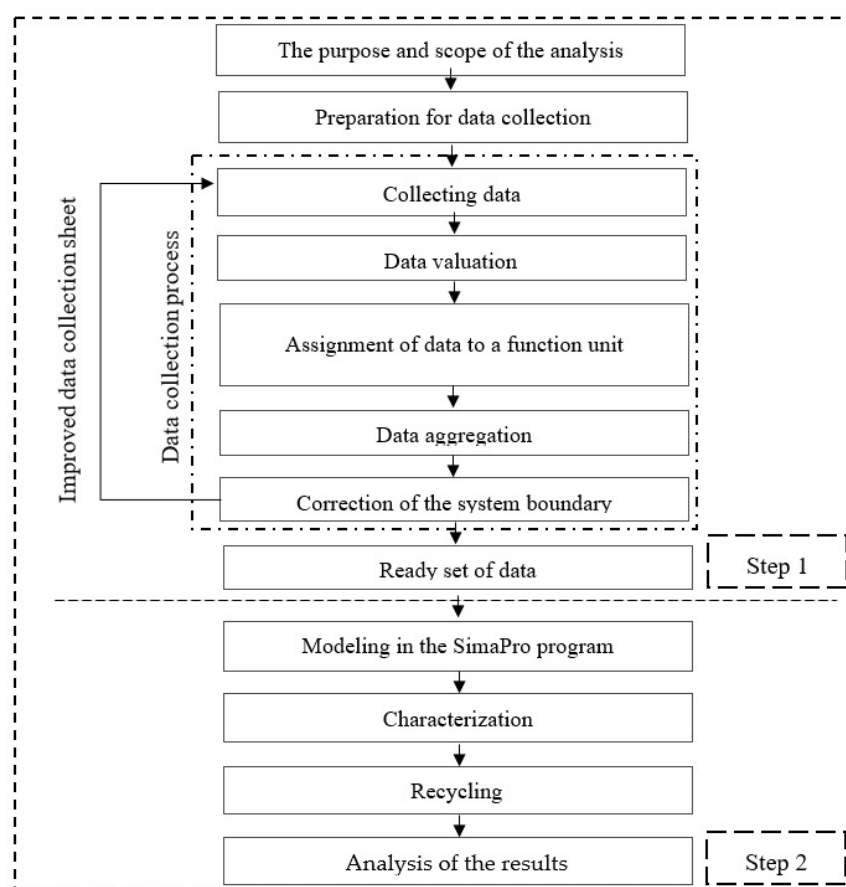 The purpose and scope of the analysis
Preparation for data collection
Improved data collection sheet
Data collection process
Collecting data
Data valuation
Assignment of data to a function unit
Data aggregation
Correction of the system boundary
Ready set of data
Step 1
Modeling in the SimaPro program
Characterization
Recycling
Analysis of the results
Step 2